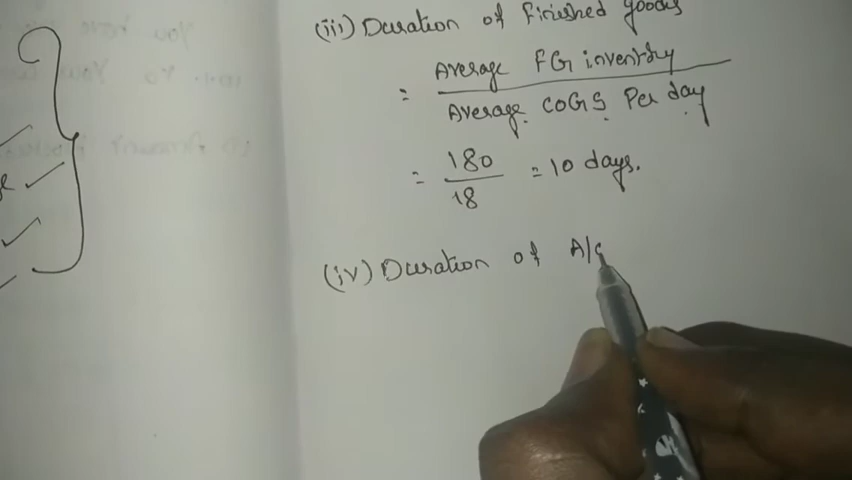 (iii) Duration of Finished goods
= Average FG inventory
Average COGS Per day
= 180
18
= 10 days.
(iv) Duration of A/c